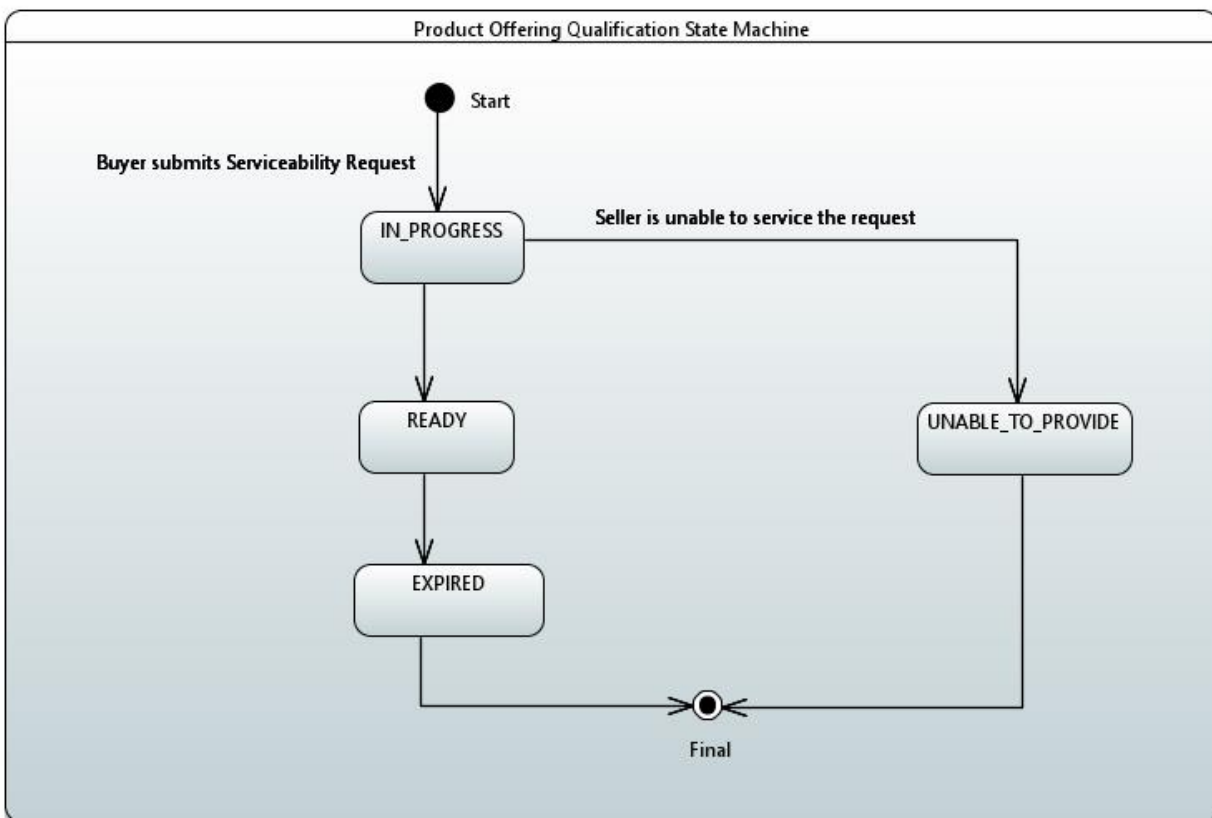 Product Offering Qualification State Machine
Start
Buyer submits Serviceability Request
IN_PROGRESS
Seller is unable to service the request
READY
UNABLE_TO_PROVIDE
EXPIRED
Final